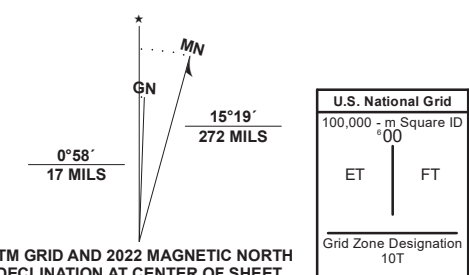 ★
MN
GN
15°19´
272 MILS
0°58´
17 MILS
TM GRID AND 2022 MAGNETIC NORTH
DECLINATION AT CENTER OF SHEET
U.S. National Grid
100,000 - m Square ID
⁶00
ET
FT
Grid Zone Designation
10T